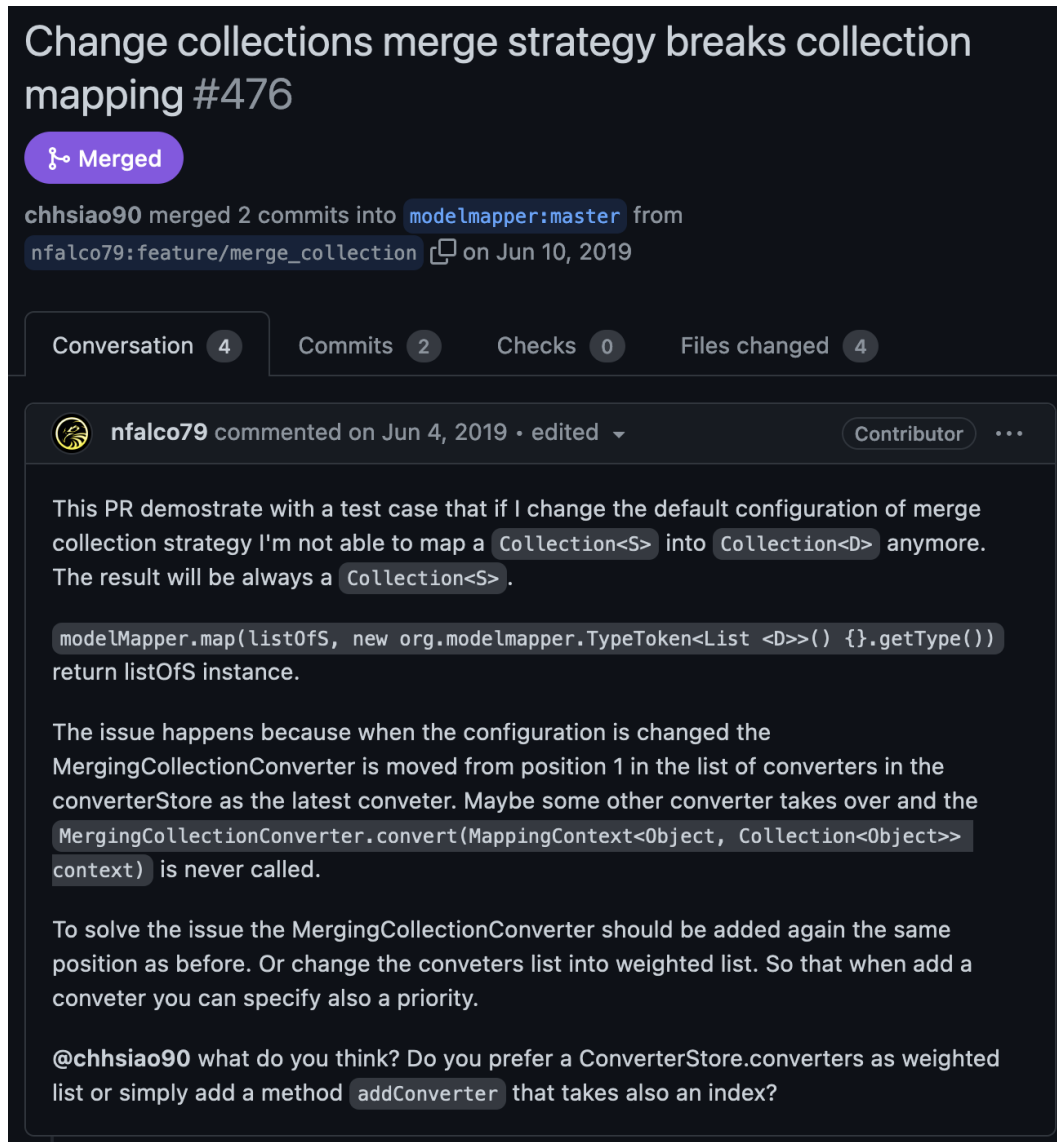 Change collections merge strategy breaks collection
mapping #476
Merged
chhsiao90 merged 2 commits into modelmapper:master from
nfalco79:feature/merge_collection on Jun 10, 2019
Conversation 4 Commits 2 Checks 0 Files changed 4
nfalco79 commented on Jun 4, 2019 • edited Contributor ...
This PR demostrate with a test case that if I change the default configuration of merge
collection strategy I'm not able to map a Collection<S> into Collection<D> anymore.
The result will be always a Collection<S>.
modelMapper.map(listOfS, new org.modelmapper.TypeToken<List <D>>() {}.getType())
return listOfS instance.
The issue happens because when the configuration is changed the
MergingCollectionConverter is moved from position 1 in the list of converters in the
converterStore as the latest conveter. Maybe some other converter takes over and the
MergingCollectionConverter.convert(MappingContext<Object, Collection<Object>>
context) is never called.
To solve the issue the MergingCollectionConverter should be added again the same
position as before. Or change the conveters list into weighted list. So that when add a
conveter you can specify also a priority.
@chhsiao90 what do you think? Do you prefer a ConverterStore.converters as weighted
list or simply add a method addConverter that takes also an index?